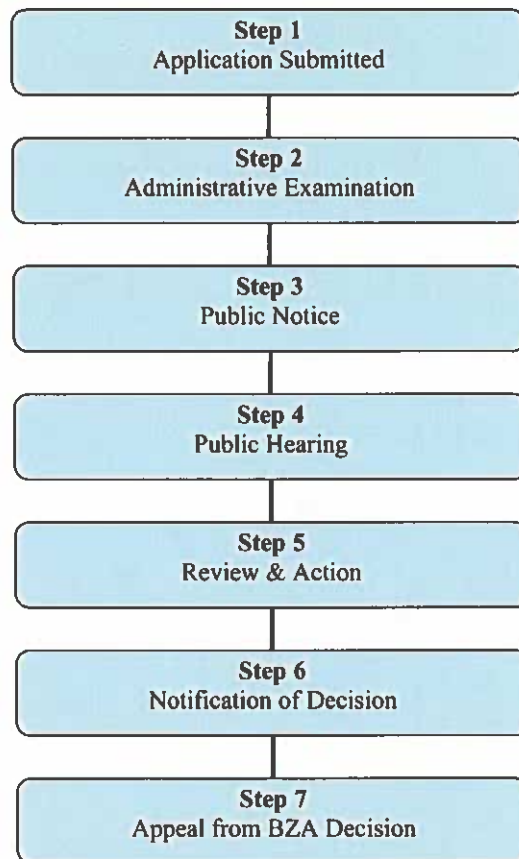 Step 1
Application Submitted
Step 2
Administrative Examination
Step 3
Public Notice
Step 4
Public Hearing
Step 5
Review & Action
Step 6
Notification of Decision
Step 7
Appeal from BZA Decision